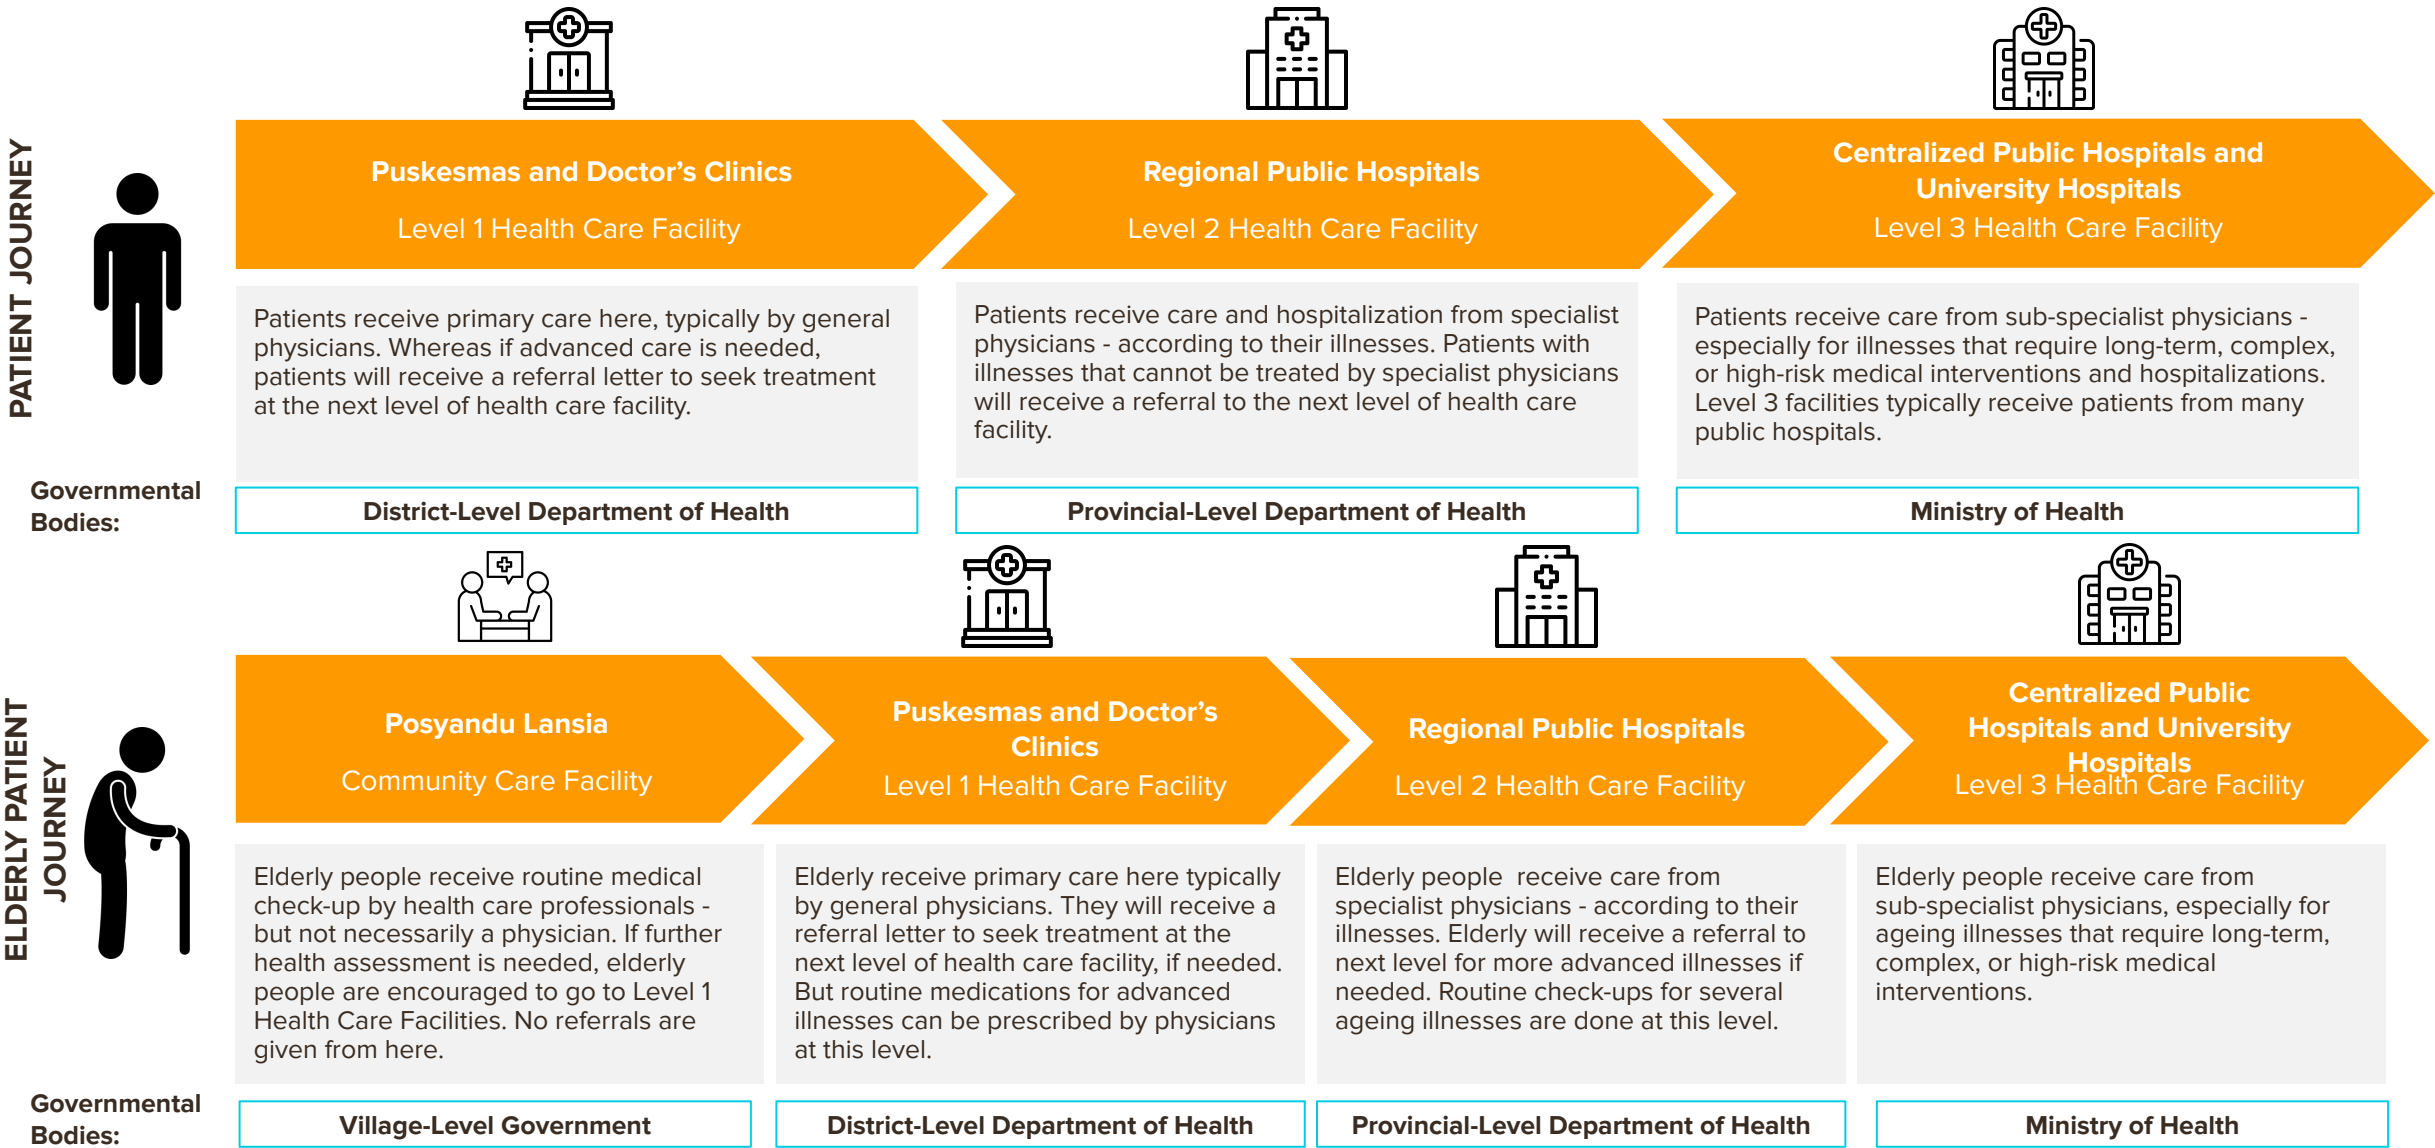 PATIENT JOURNEY
Puskesmas and Doctor's Clinics
Level 1 Health Care Facility
Regional Public Hospitals
Level 2 Health Care Facility
Centralized Public Hospitals and
University Hospitals
Level 3 Health Care Facility
Patients receive primary care here, typically by general
physicians. Whereas if advanced care is needed,
patients will receive a referral letter to seek treatment
at the next level of health care facility.
Patients receive care and hospitalization from specialist
physicians - according to their illnesses. Patients with
illnesses that cannot be treated by specialist physicians
will receive a referral to the next level of health care
facility.
Patients receive care from sub-specialist physicians -
especially for illnesses that require long-term, complex,
or high-risk medical interventions and hospitalizations.
Level 3 facilities typically receive patients from many
public hospitals.
Governmental
Bodies:
District-Level Department of Health
Provincial-Level Department of Health
Ministry of Health
ELDERLY PATIENT
JOURNEY
Posyandu Lansia
Community Care Facility
Puskesmas and Doctor's
Clinics
Level 1 Health Care Facility
Regional Public Hospitals
Level 2 Health Care Facility
Centralized Public
Hospitals and University
Hospitals
Level 3 Health Care Facility
Elderly people receive routine medical
check-up by health care professionals -
but not necessarily a physician. If further
health assessment is needed, elderly
people are encouraged to go to Level 1
Health Care Facilities. No referrals are
given from here.
Elderly receive primary care here typically
by general physicians. They will receive a
referral letter to seek treatment at the
next level of health care facility, if needed.
But routine medications for advanced
illnesses can be prescribed by physicians
at this level.
Elderly people receive care from
specialist physicians - according to their
illnesses. Elderly will receive a referral to
next level for more advanced illnesses if
needed. Routine check-ups for several
ageing illnesses are done at this level.
Elderly people receive care from
sub-specialist physicians, especially for
ageing illnesses that require long-term,
complex, or high-risk medical
interventions.
Governmental
Bodies:
Village-Level Government
District-Level Department of Health
Provincial-Level Department of Health
Ministry of Health